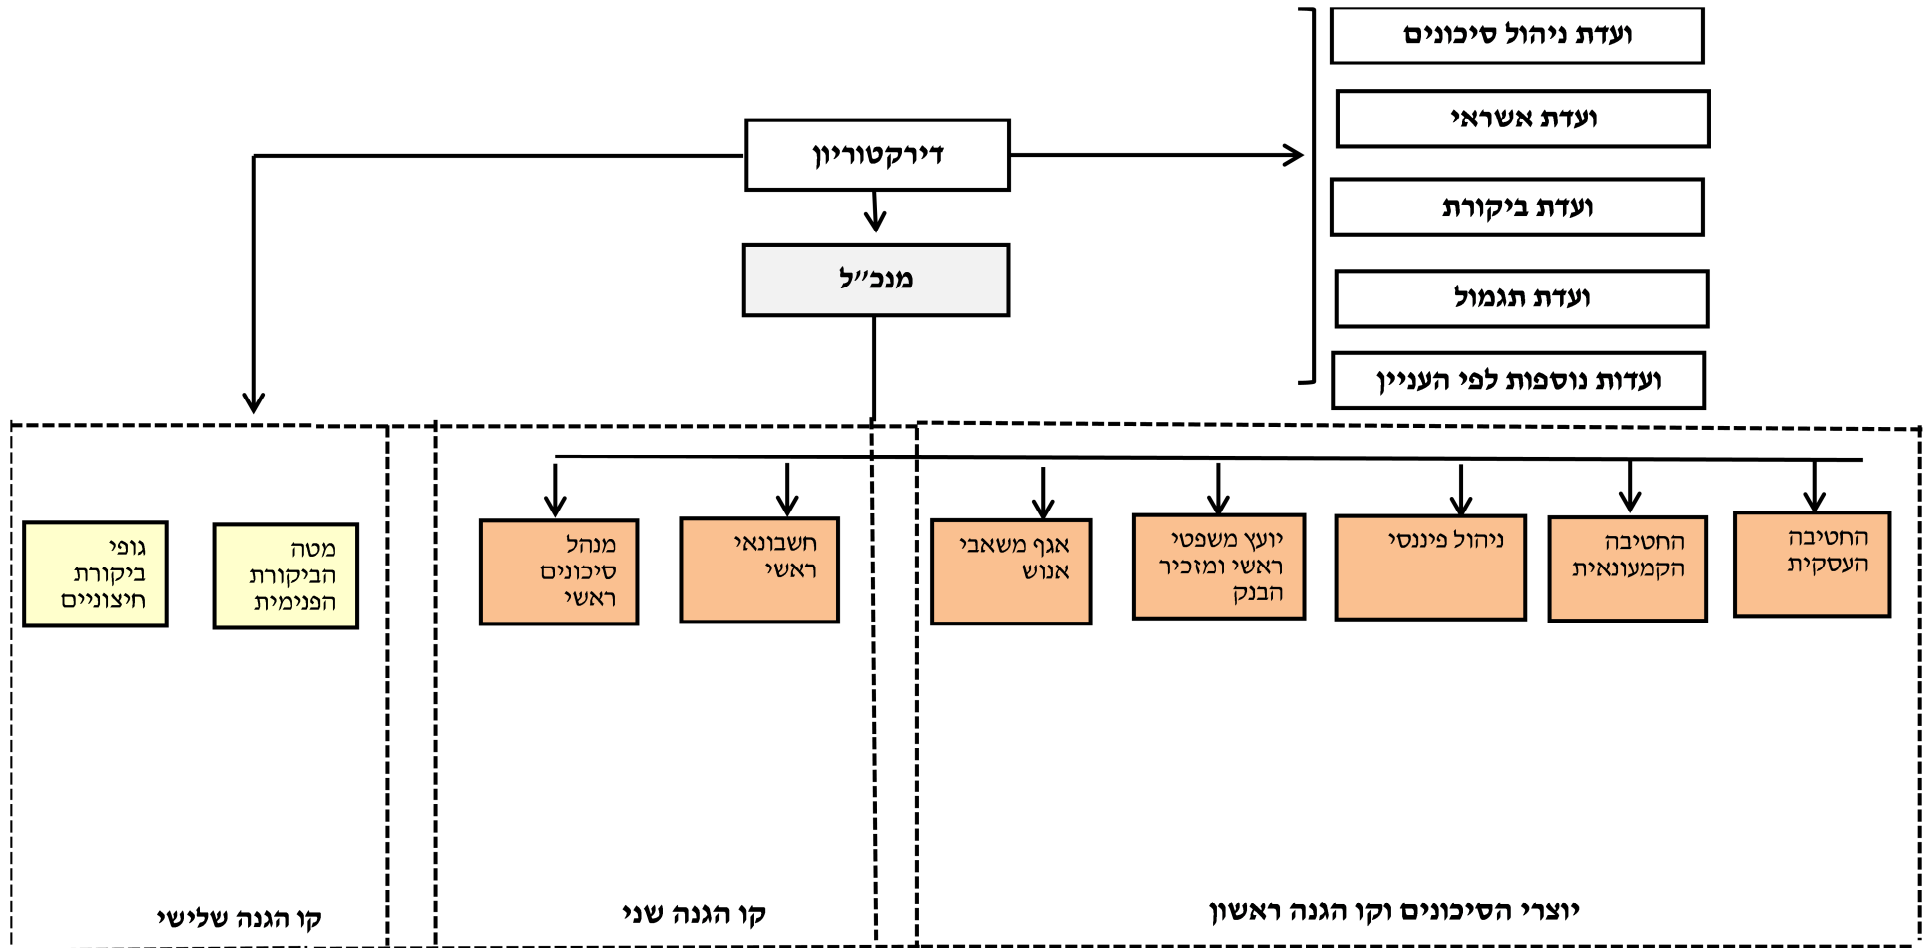 ועדת ניהול סיכונים
ועדת אשראי
דירקטוריון
ועדת ביקורת
מנכ״ל
ועדת תגמול
ועדות נוספות לפי העניין
החטיבה
העסקית
החטיבה
הקמעונאית
ניהול פיננסי
יועץ משפטי
ראשי ומזכיר
הבנק
אגף משאבי
אנוש
חשבונאי
ראשי
מנהל
סיכונים
ראשי
מטה
הביקורת
הפנימית
גופי
ביקורת
חיצוניים
יוצרי הסיכונים וקו הגנה ראשון
קו הגנה שני
קו הגנה שלישי